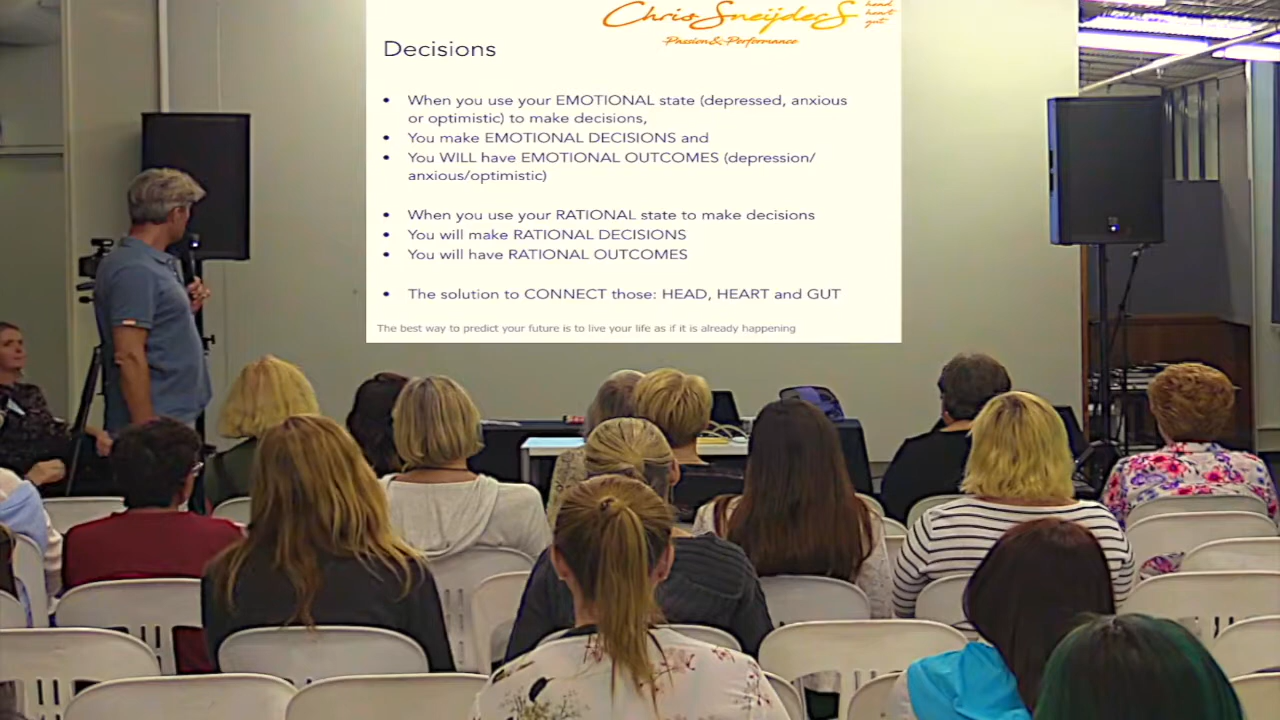 Chris SneijderS
head
heart
gut
Passion & Performance
Decisions
• When you use your EMOTIONAL state (depressed, anxious
or optimistic) to make decisions,
• You make EMOTIONAL DECISIONS and
• You WILL have EMOTIONAL OUTCOMES (depression/
anxious/optimistic)
• When you use your RATIONAL state to make decisions
• You will make RATIONAL DECISIONS
• You will have RATIONAL OUTCOMES
• The solution to CONNECT those: HEAD, HEART and GUT
The best way to predict your future is to live your life as if it is already happening